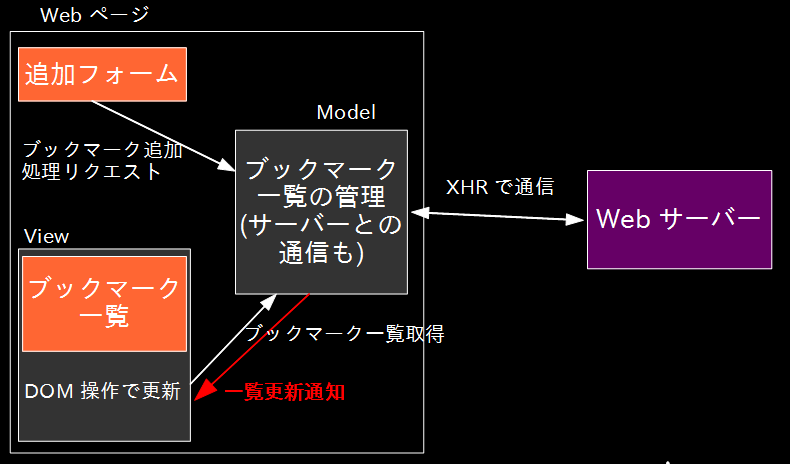 Web ページ
追加フォーム
Model
ブックマーク追加
処理リクエスト
ブックマーク
一覧の管理
(サーバーとの
通信も)
XHR で通信
Web サーバー
View
ブックマーク
一覧
ブックマーク一覧取得
DOM 操作で更新
一覧更新通知